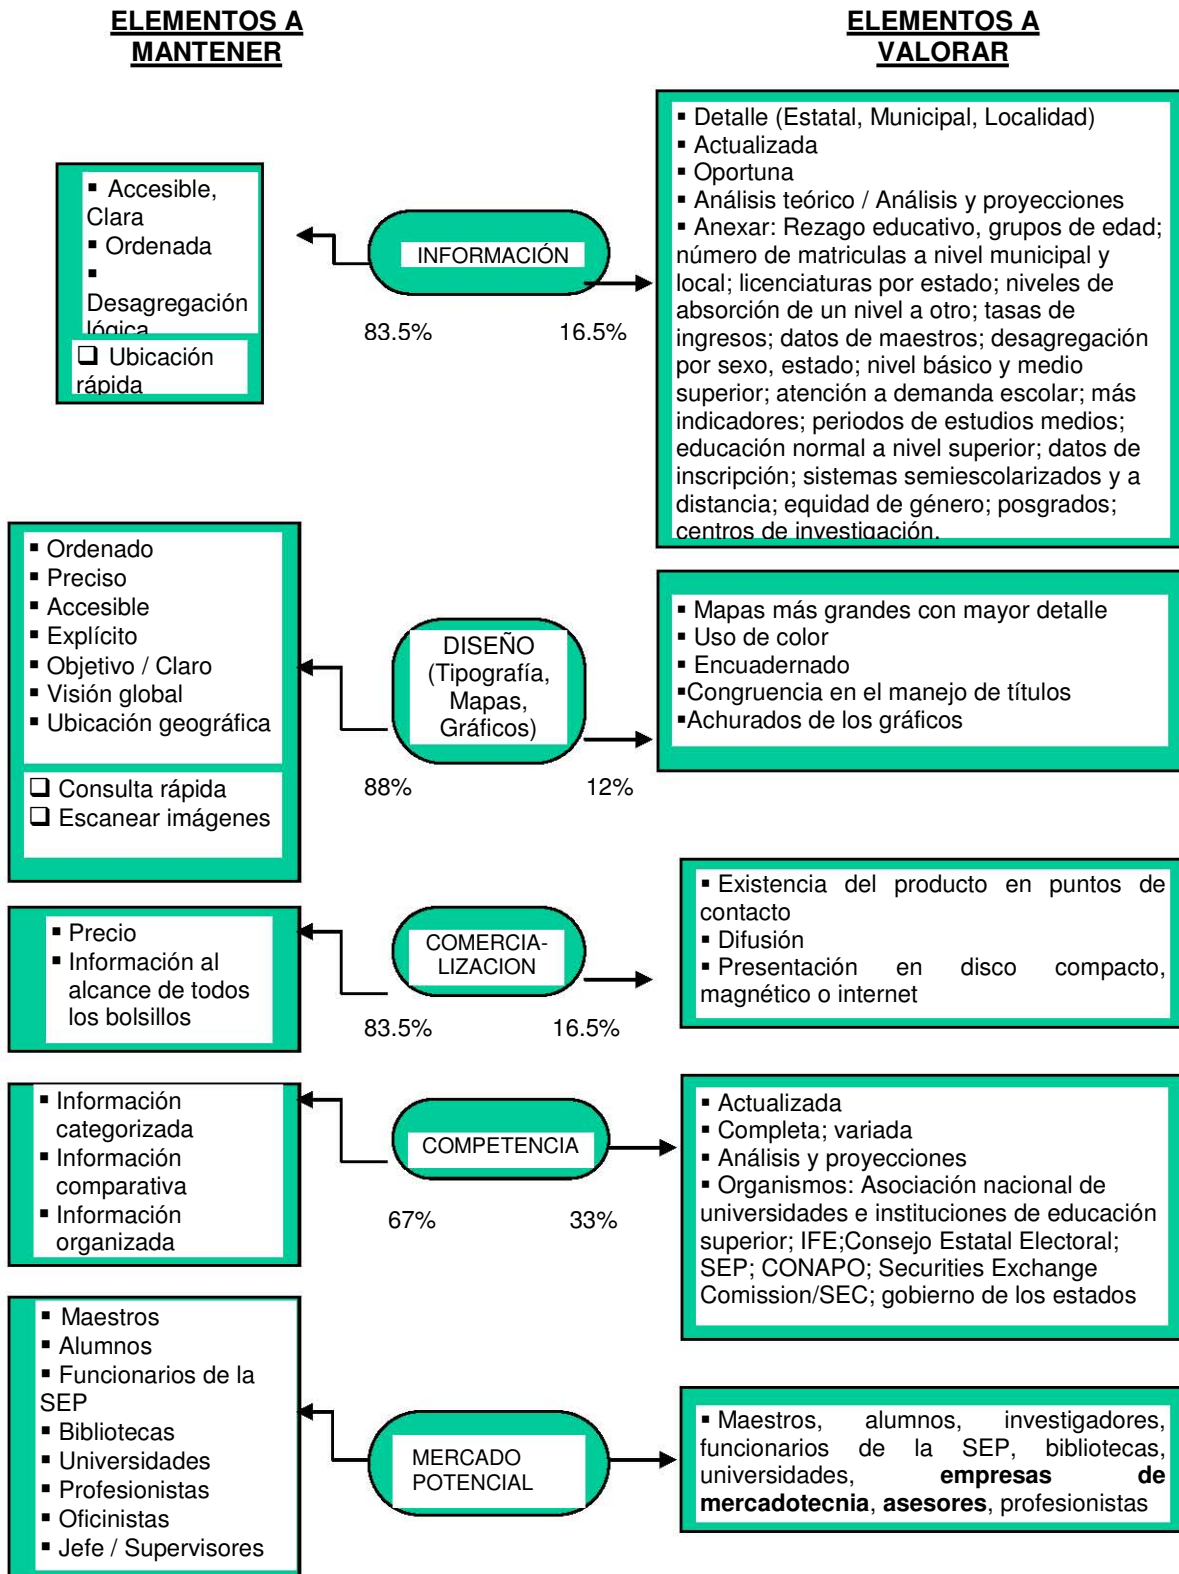 ELEMENTOS A
MANTENER
ELEMENTOS A
VALORAR
▪ Accesible,
Clara
▪ Ordenada
▪
Desagregación
lógica
❑ Ubicación
rápida
INFORMACIÓN
83.5%
16.5%
▪ Detalle (Estatal, Municipal, Localidad)
▪ Actualizada
▪ Oportuna
▪ Análisis teórico / Análisis y proyecciones
▪ Anexar: Rezago educativo, grupos de edad;
número de matriculas a nivel municipal y
local; licenciaturas por estado; niveles de
absorción de un nivel a otro; tasas de
ingresos; datos de maestros; desagregación
por sexo, estado; nivel básico y medio
superior; atención a demanda escolar; más
indicadores; periodos de estudios medios;
educación normal a nivel superior; datos de
inscripción; sistemas semiescolarizados y a
distancia; equidad de género; posgrados;
centros de investigación.
▪ Ordenado
▪ Preciso
▪ Accesible
▪ Explícito
▪ Objetivo / Claro
▪ Visión global
▪ Ubicación geográfica
❑ Consulta rápida
❑ Escanear imágenes
DISEÑO
(Tipografía,
Mapas,
Gráficos)
88%
12%
▪ Mapas más grandes con mayor detalle
▪ Uso de color
▪ Encuadernado
▪Congruencia en el manejo de títulos
▪Achurados de los gráficos
▪ Precio
▪ Información al
alcance de todos
los bolsillos
COMERCIA-
LIZACION
83.5%
16.5%
▪ Existencia del producto en puntos de
contacto
▪ Difusión
▪ Presentación en disco compacto,
magnético o internet
▪ Información
categorizada
▪ Información
comparativa
▪ Información
organizada
COMPETENCIA
67%
33%
▪ Actualizada
▪ Completa; variada
▪ Análisis y proyecciones
▪ Organismos: Asociación nacional de
universidades e instituciones de educación
superior; IFE;Consejo Estatal Electoral;
SEP; CONAPO; Securities Exchange
Comission/SEC; gobierno de los estados
▪ Maestros
▪ Alumnos
▪ Funcionarios de la
SEP
▪ Bibliotecas
▪ Universidades
▪ Profesionistas
▪ Oficinistas
▪ Jefe / Supervisores
MERCADO
POTENCIAL
▪ Maestros, alumnos, investigadores,
funcionarios de la SEP, bibliotecas,
universidades, empresas de
mercadotecnia, asesores, profesionistas